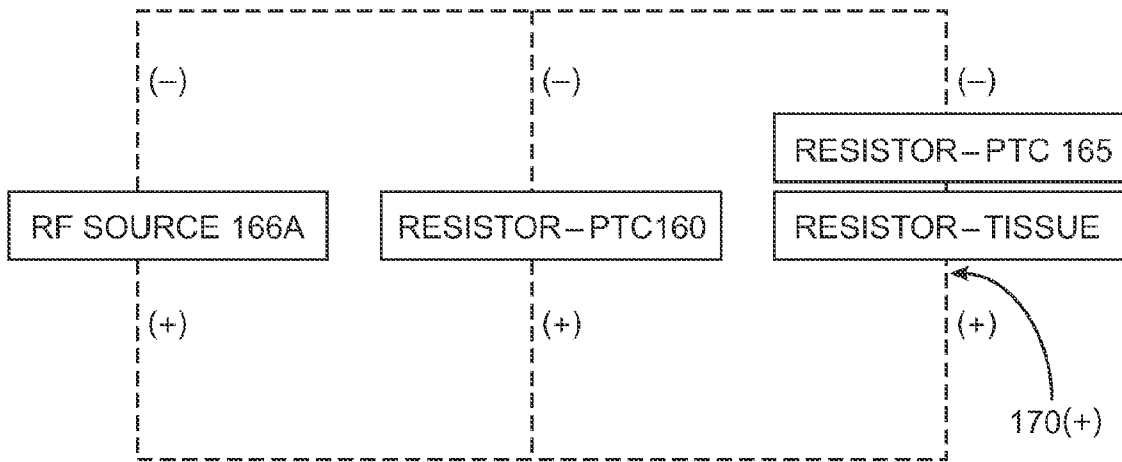 (–) (–) (–)
RESISTOR–PTC 165
RF SOURCE 166A RESISTOR–PTC160 RESISTOR–TISSUE
(+) (+) (+)
170(+)